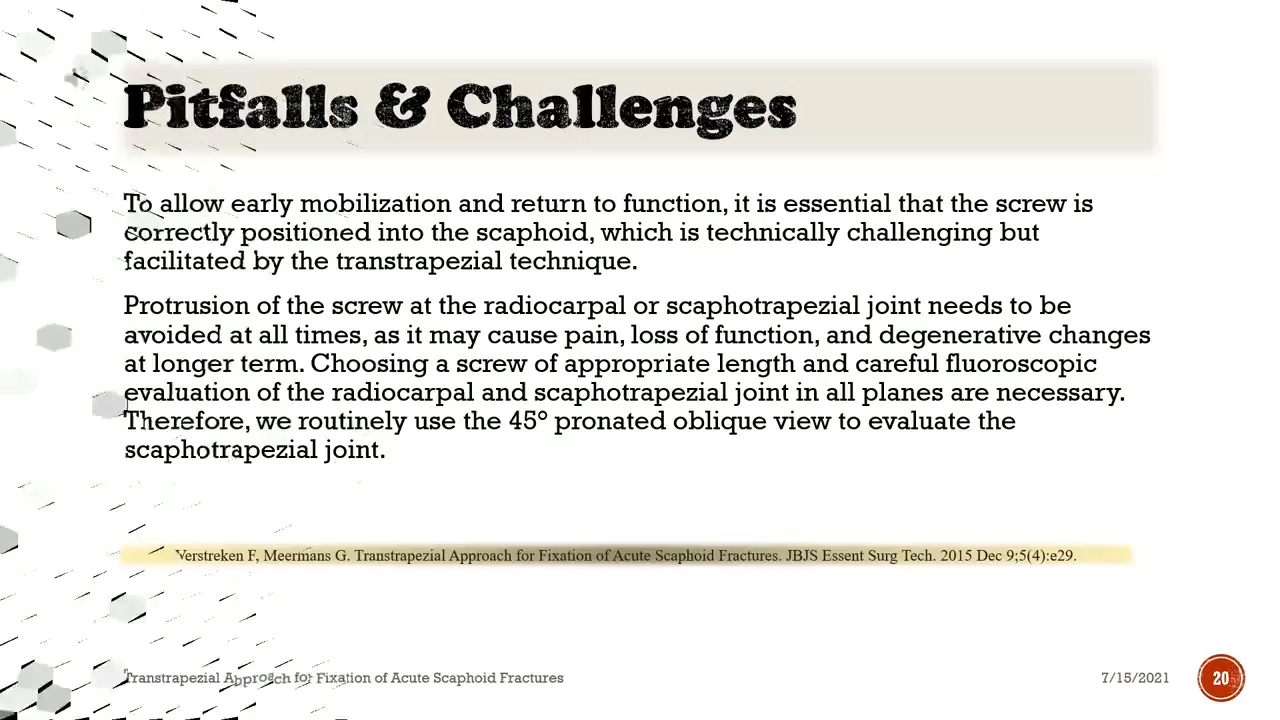 Pitfalls & Challenges
To allow early mobilization and return to function, it is essential that the screw is
correctly positioned into the scaphoid, which is technically challenging but
facilitated by the transtrapezial technique.
Protrusion of the screw at the radiocarpal or scaphotrapezial joint needs to be
avoided at all times, as it may cause pain, loss of function, and degenerative changes
at longer term. Choosing a screw of appropriate length and careful fluoroscopic
evaluation of the radiocarpal and scaphotrapezial joint in all planes are necessary.
Therefore, we routinely use the 45° pronated oblique view to evaluate the
scaphotrapezial joint.
Verstreken F, Meermans G. Transtrapezial Approach for Fixation of Acute Scaphoid Fractures. JBJS Essent Surg Tech. 2015 Dec 9;5(4):e29.
Transtrapezial Approach for Fixation of Acute Scaphoid Fractures
7/15/2021
20